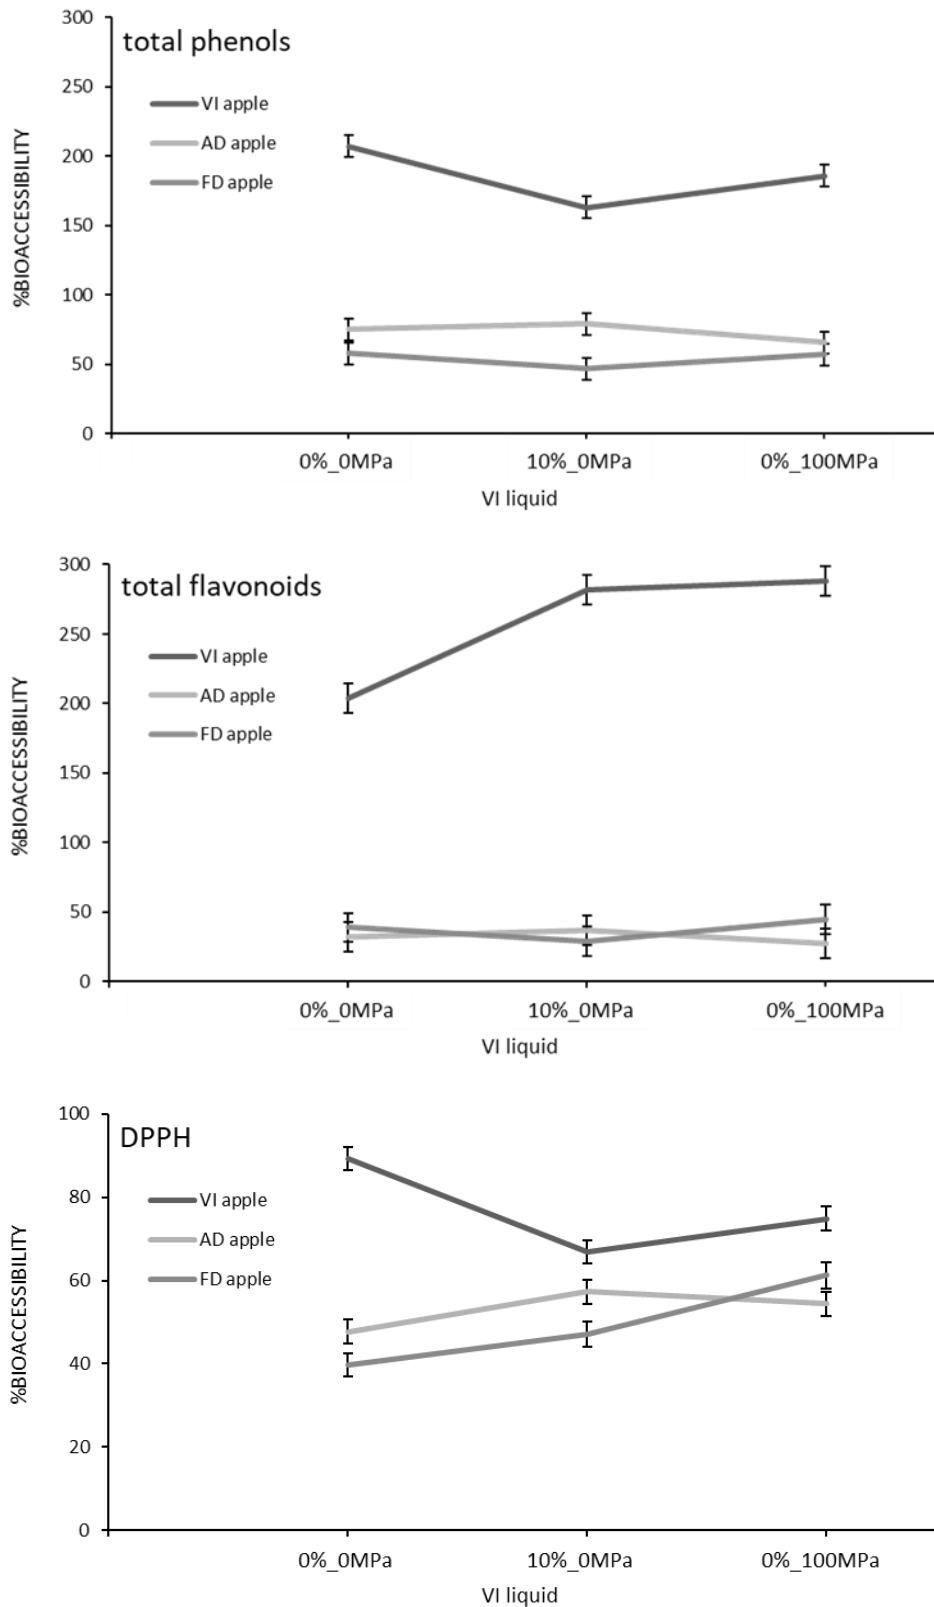 total phenols
%BIOACCESSIBILITY
300
250
200
150
100
50
0
VI apple
AD apple
FD apple
0%_0MPa 10%_0MPa 0%_100MPa
VI liquid
total flavonoids
%BIOACCESSIBILITY
300
250
200
150
100
50
0
VI apple
AD apple
FD apple
0%_0MPa 10%_0MPa 0%_100MPa
VI liquid
DPPH
%BIOACCESSIBILITY
100
80
60
40
20
0
VI apple
AD apple
FD apple
0%_0MPa 10%_0MPa 0%_100MPa
VI liquid